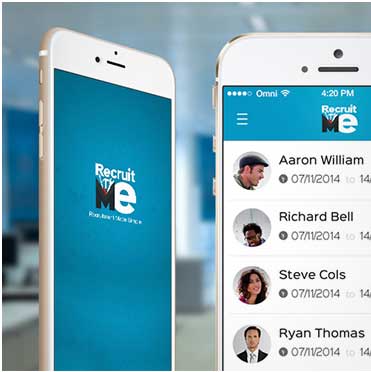 Recruit
Me
Recruitment Made Simple
Omni 4:20 PM
Recruit
Me
Aaron William
07/11/2014 to 14/
Richard Bell
07/11/2014 to 14/
Steve Cols
07/11/2014 to 14/
Ryan Thomas
07/11/2014 to 14/